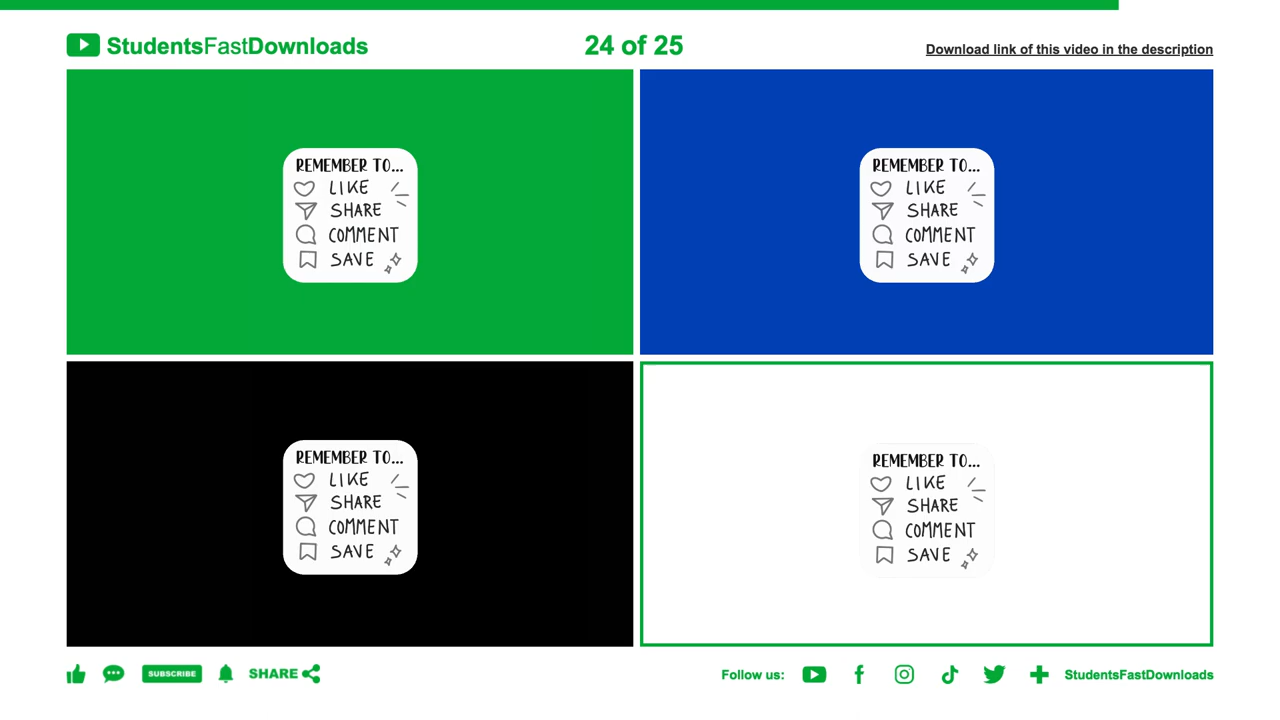 StudentsFastDownloads
24 of 25
Download link of this video in the description
REMEMBER TO...
LIKE
SHARE
COMMENT
SAVE
REMEMBER TO...
LIKE
SHARE
COMMENT
SAVE
REMEMBER TO...
LIKE
SHARE
COMMENT
SAVE
REMEMBER TO...
LIKE
SHARE
COMMENT
SAVE
SUBSCRIBE
SHARE
Follow us:
StudentsFastDownloads